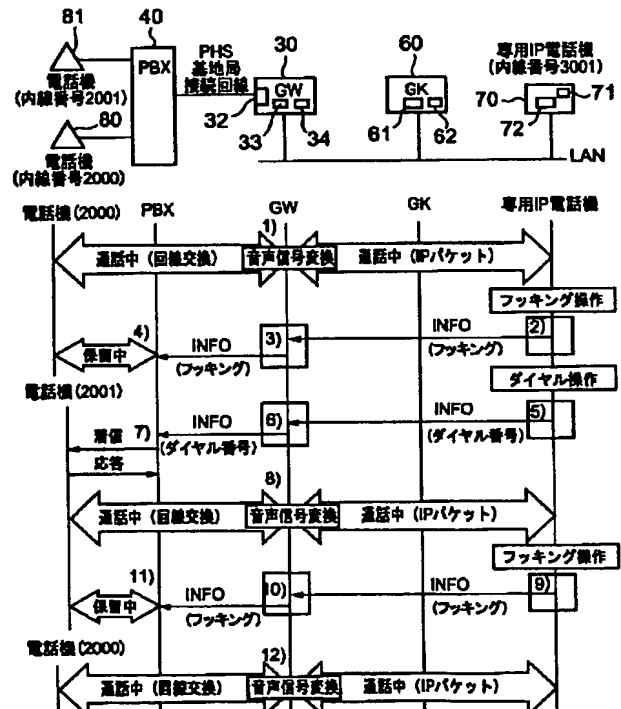 81
40
PBX
PHS
基地局
接続回線
30
GW
60
GK
専用IP電話機
(内線番号3001)
70
71
72
電話機
(内線番号2001)
80
32
33
34
61
62
電話機
(内線番号2000)
LAN
電話機(2000)
PBX
GW
GK
専用IP電話機
1)
通話中(回線交換)
音声信号変換
通話中(IPパケット)
フッキング操作
4)
保留中
INFO
(フッキング)
3)
INFO
(フッキング)
2)
電話機(2001)
ダイヤル操作
着信
7)
INFO
(ダイヤル番号)
6)
INFO
(ダイヤル番号)
5)
応答
8)
通話中(回線交換)
音声信号変換
通話中(IPパケット)
フッキング操作
11)
保留中
INFO
(フッキング)
10)
INFO
(フッキング)
9)
電話機(2000)
12)
通話中(回線交換)
音声信号変換
通話中(IPパケット)